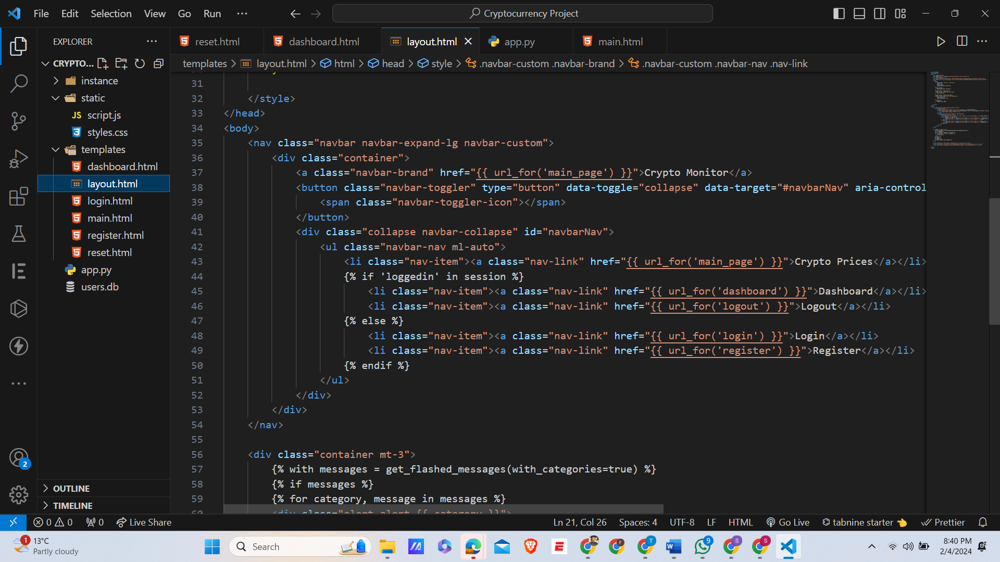 File Edit Selection View Go Run ... Cryptocurrency Project
EXPLORER
CRYPTO...
instance
static
JS script.js
styles.css
templates
dashboard.html
layout.html
login.html
main.html
register.html
reset.html
app.py
users.db
OUTLINE
TIMELINE
2
reset.html dashboard.html layout.html app.py main.html
templates > layout.html > html > head > style > .navbar-custom .navbar-brand > .navbar-custom .navbar-nav .nav-link
31
32 </style>
33 </head>
34 <body>
35 <nav class="navbar navbar-expand-lg navbar-custom">
36 <div class="container">
37 <a class="navbar-brand" href="{{ url_for('main_page') }}">Crypto Monitor</a>
38 <button class="navbar-toggler" type="button" data-toggle="collapse" data-target="#navbarNav" aria-control
39 <span class="navbar-toggler-icon"></span>
40 </button>
41 <div class="collapse navbar-collapse" id="navbarNav">
42 <ul class="navbar-nav ml-auto">
43 <li class="nav-item"><a class="nav-link" href="{{ url_for('main_page') }}">Crypto Prices</a></li>
44 {% if 'loggedin' in session %}
45 <li class="nav-item"><a class="nav-link" href="{{ url_for('dashboard') }}">Dashboard</a></li>
46 <li class="nav-item"><a class="nav-link" href="{{ url_for('logout') }}">Logout</a></li>
47 {% else %}
48 <li class="nav-item"><a class="nav-link" href="{{ url_for('login') }}">Login</a></li>
49 <li class="nav-item"><a class="nav-link" href="{{ url_for('register') }}">Register</a></li>
50 {% endif %}
51 </ul>
52 </div>
53 </div>
54 </nav>
55
56 <div class="container mt-3">
57 {% with messages = get_flashed_messages(with_categories=true) %}
58 {% if messages %}
59 {% for category, message in messages %}
60 <div class="alert alert-{{ category }}">
0 0 0 Live Share Ln 21, Col 26 Spaces: 4 UTF-8 LF HTML Go Live tabnine starter Prettier
1 13°C
Partly cloudy
Search
F T W 9 S S
8:40 PM
2/4/2024